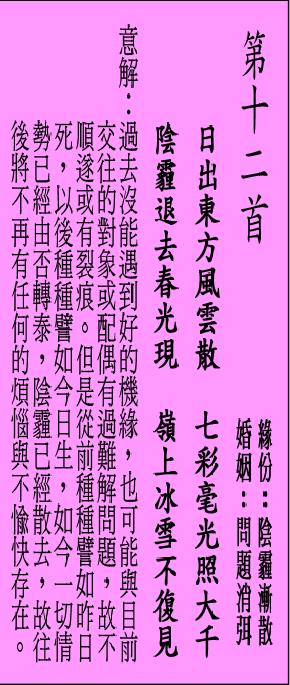 第十二首
緣份：陰霾漸散
婚姻：問題消弭
日出東方風雲散　七彩毫光照大千
陰霾退去春光現　嶺上冰雪不復見
意解：過去沒能遇到好的機緣，也可能與目前
交往的對象或配偶有過難解問題，故不
順遂或有裂痕。但是從前種種譬如昨日
死，以後種種譬如今日生，如今一切情
勢已經由否轉泰，陰霾已經散去，故往
後將不再有任何的煩惱與不愉快存在。